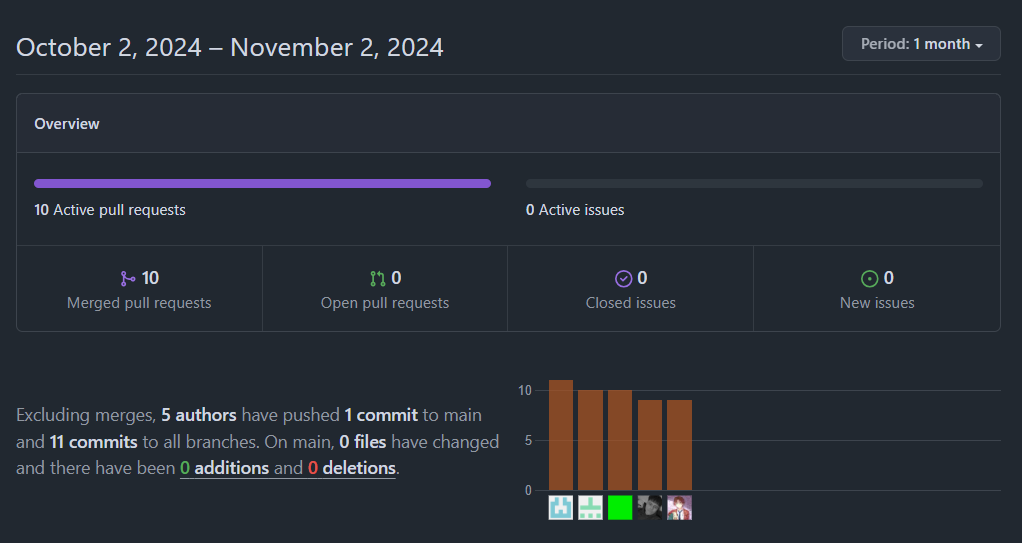 October 2, 2024 – November 2, 2024
Period: 1 month
Overview
10 Active pull requests
0 Active issues
10
Merged pull requests
0
Open pull requests
0
Closed issues
0
New issues
Excluding merges, 5 authors have pushed 1 commit to main
and 11 commits to all branches. On main, 0 files have changed
and there have been 0 additions and 0 deletions.
10
5
0